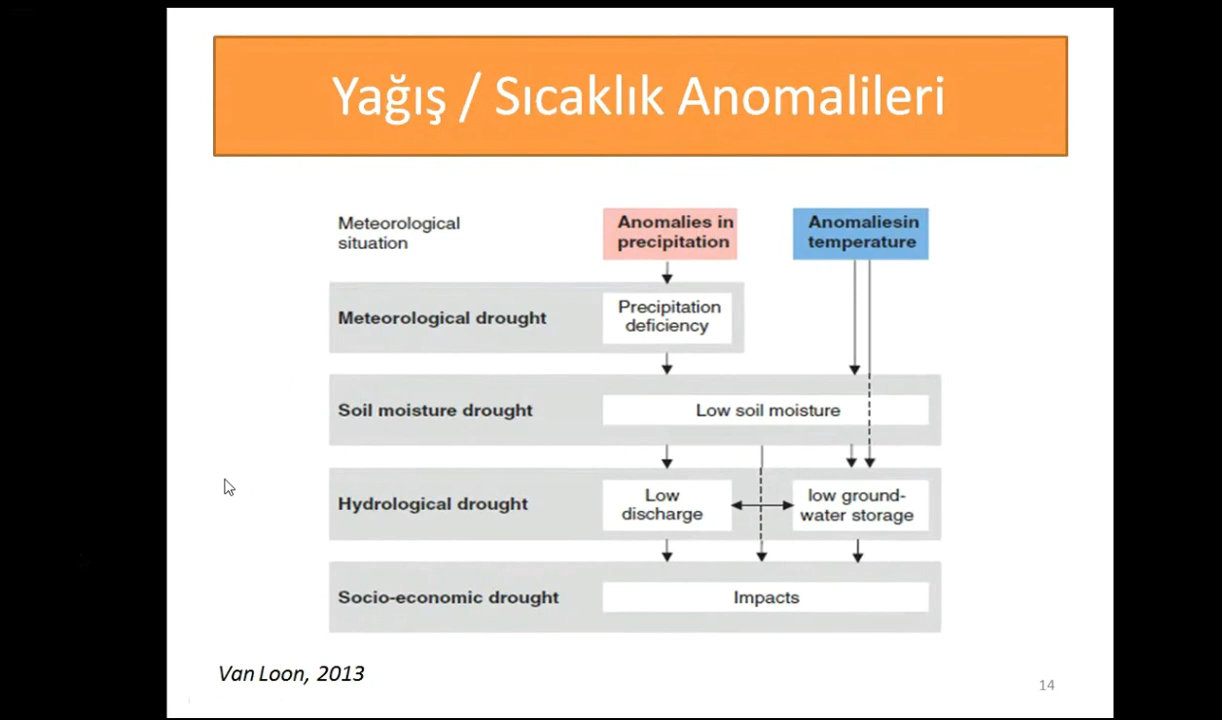 Yağış / Sıcaklık Anomalileri
Meteorological
situation
Anomalies in
precipitation
Anomaliesin
temperature
Meteorological drought
Precipitation
deficiency
Soil moisture drought
Low soil moisture
Hydrological drought
Low
discharge
low ground-
water storage
Socio-economic drought
Impacts
Van Loon, 2013
14